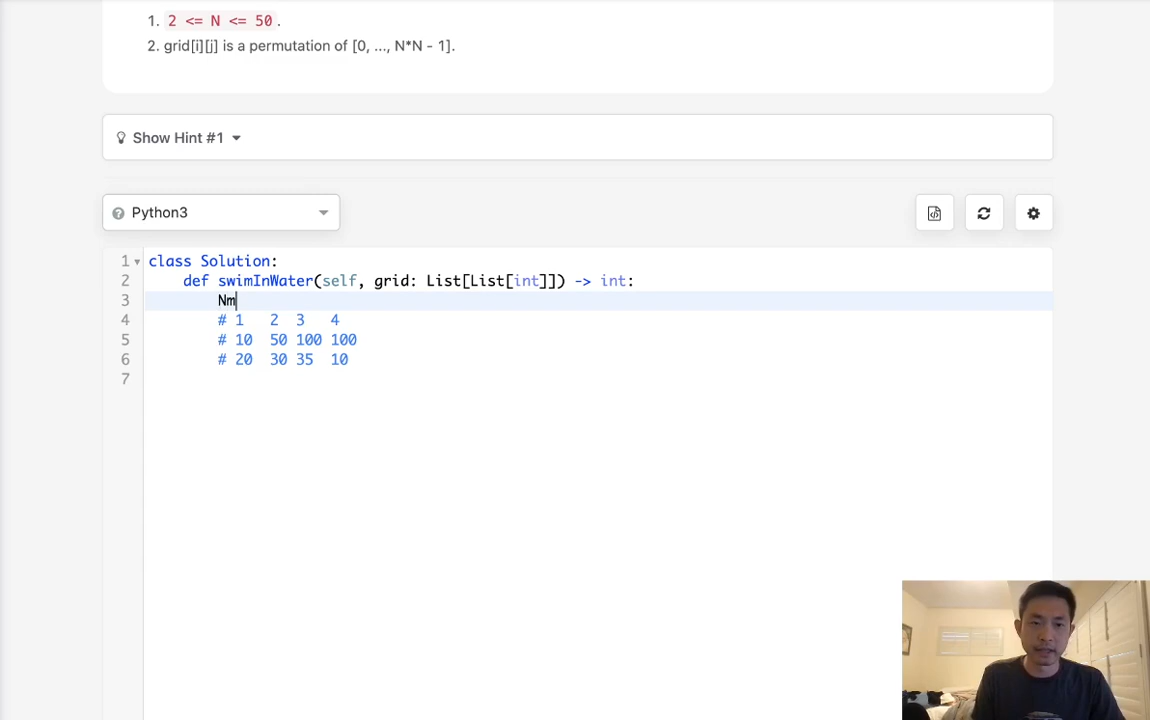 1. 2 <= N <= 50.
2. grid[i][j] is a permutation of [0, ..., N*N - 1].
Show Hint #1
Python3
1 class Solution:
2 def swimInWater(self, grid: List[List[int]]) -> int:
3 Nm
4 # 1 2 3 4
5 # 10 50 100 100
6 # 20 30 35 10
7